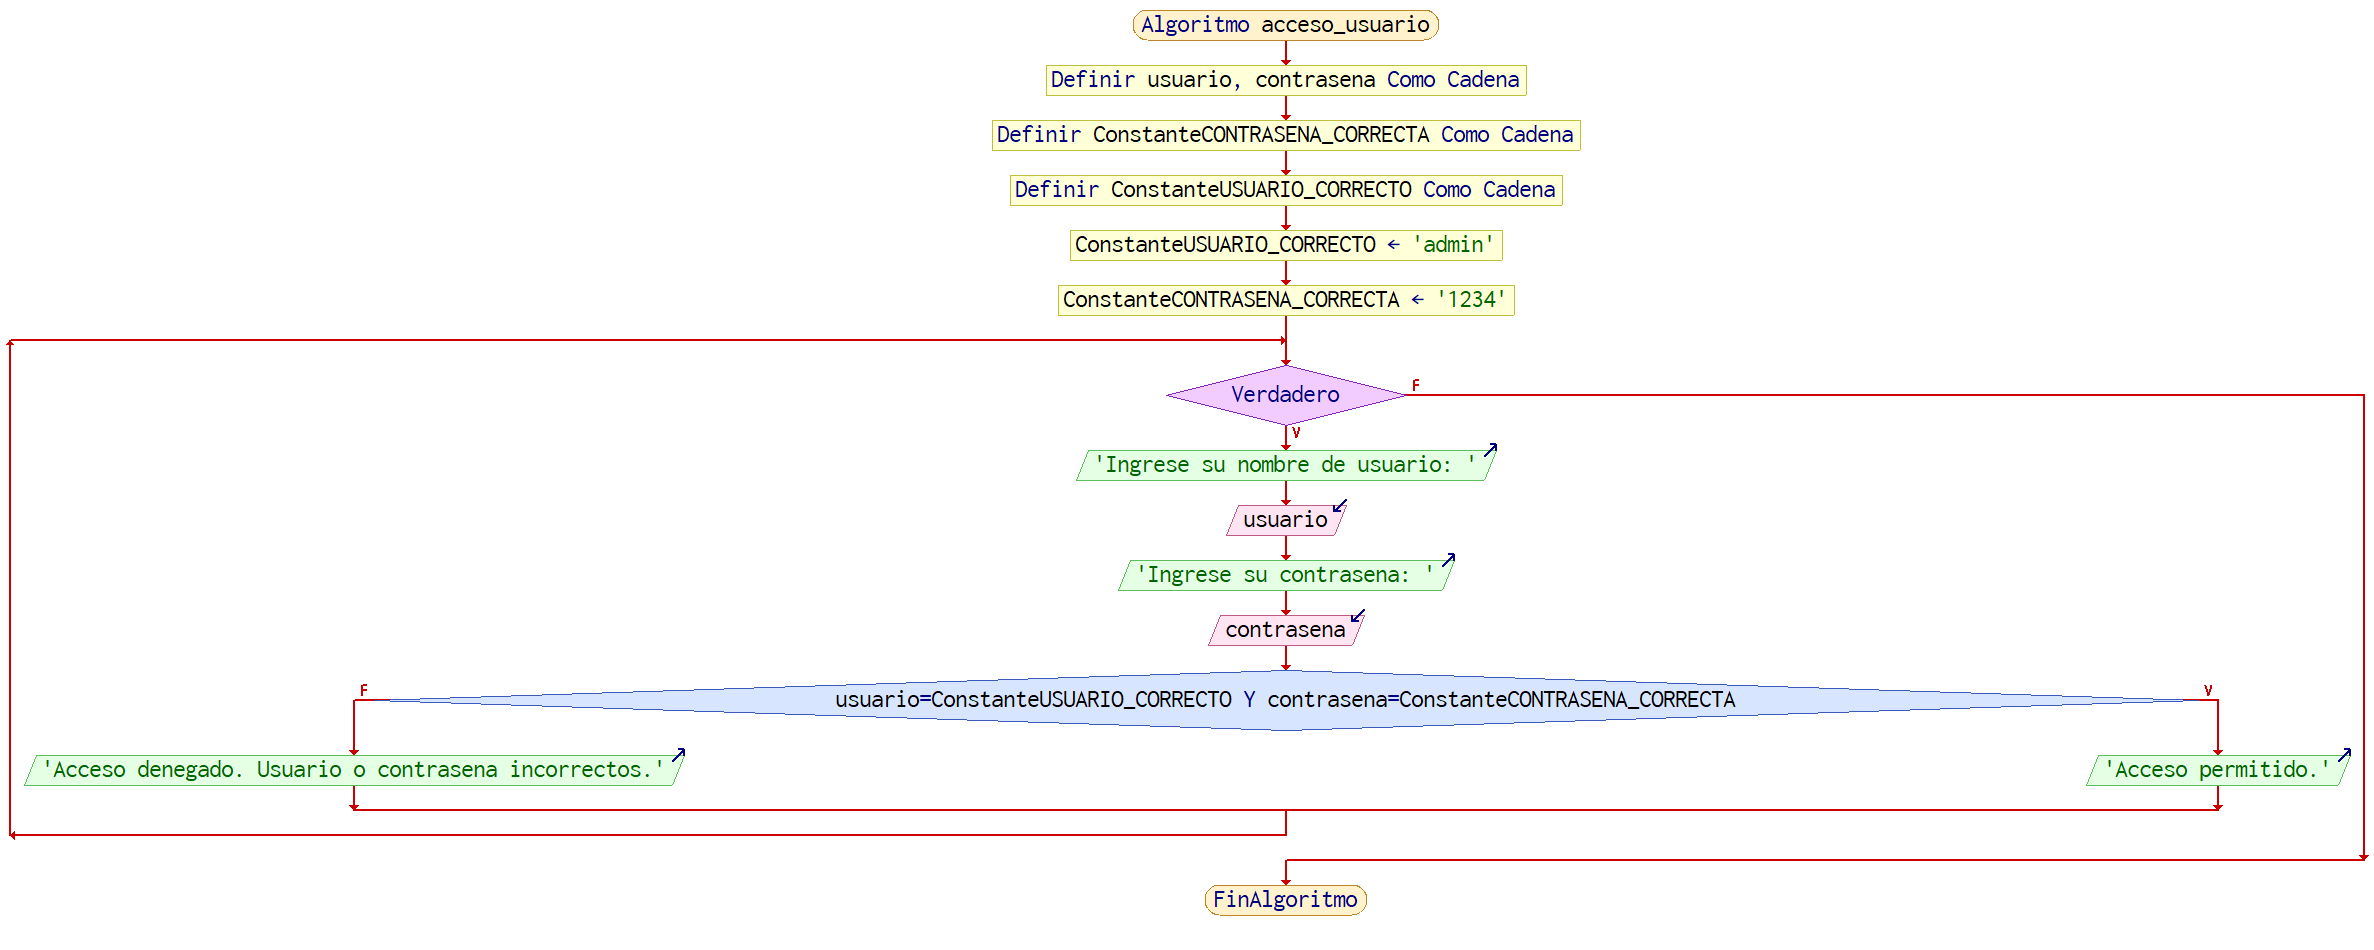 Algoritmo acceso_usuario
Definir usuario, contrasena Como Cadena
Definir ConstanteCONTRASENA_CORRECTA Como Cadena
Definir ConstanteUSUARIO_CORRECTO Como Cadena
ConstanteUSUARIO_CORRECTO ← 'admin'
ConstanteCONTRASENA_CORRECTA ← '1234'
Verdadero
F
V
'Ingrese su nombre de usuario: '
usuario
'Ingrese su contrasena: '
contrasena
F
usuario=ConstanteUSUARIO_CORRECTO Y contrasena=ConstanteCONTRASENA_CORRECTA
V
'Acceso denegado. Usuario o contrasena incorrectos.'
'Acceso permitido.'
FinAlgoritmo